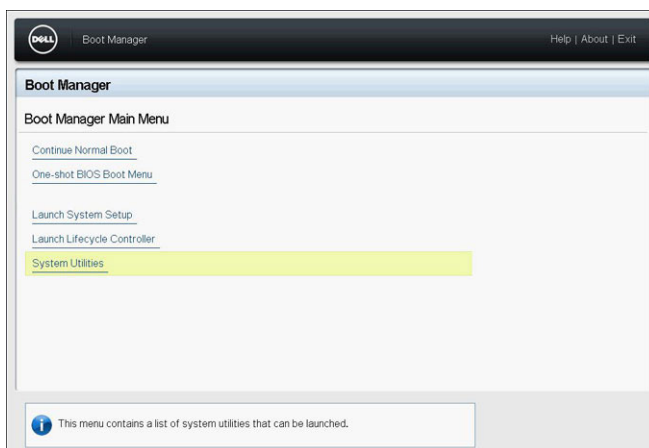 DELL
Boot Manager
Help | About | Exit
Boot Manager
Boot Manager Main Menu
Continue Normal Boot
One-shot BIOS Boot Menu
Launch System Setup
Launch Lifecycle Controller
System Utilities
This menu contains a list of system utilities that can be launched.